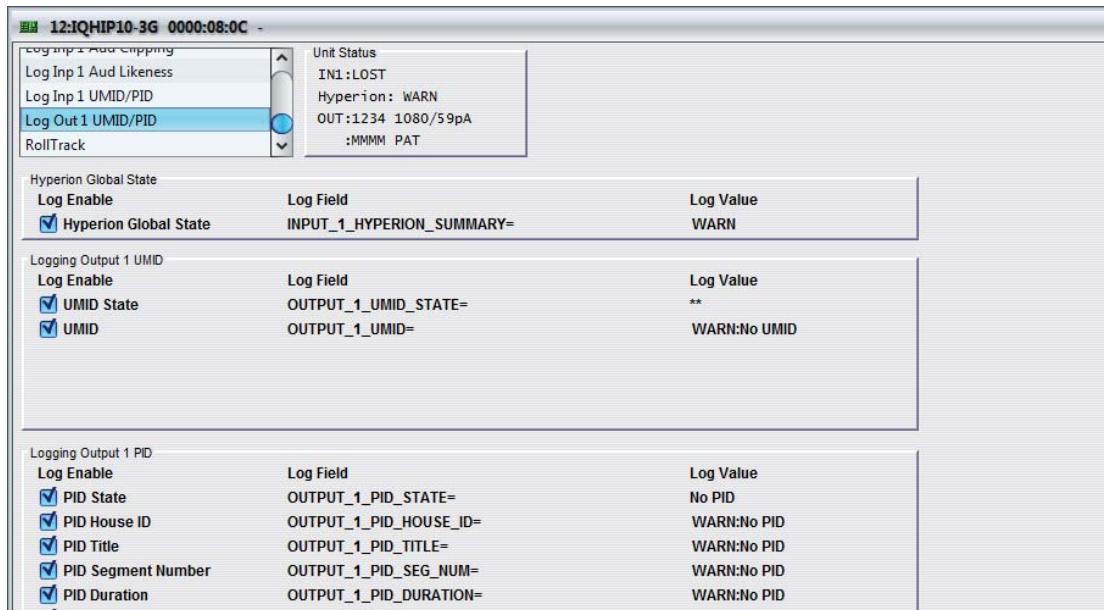 12:IQHIP10-3G 0000:08:0C -
Log Inp 1 Aud Clipping
Log Inp 1 Aud Likeness
Log Inp 1 UMID/PID
Log Out 1 UMID/PID
RollTrack
Unit Status
IN1:LOST
Hyperion: WARN
OUT:1234 1080/59pA
:MMMM PAT
Hyperion Global State
Log Enable Log Field Log Value
Hyperion Global State INPUT_1_HYPERION_SUMMARY= WARN
Logging Output 1 UMID
Log Enable Log Field Log Value
UMID State OUTPUT_1_UMID_STATE= **
UMID OUTPUT_1_UMID= WARN:No UMID
Logging Output 1 PID
Log Enable Log Field Log Value
PID State OUTPUT_1_PID_STATE= No PID
PID House ID OUTPUT_1_PID_HOUSE_ID= WARN:No PID
PID Title OUTPUT_1_PID_TITLE= WARN:No PID
PID Segment Number OUTPUT_1_PID_SEG_NUM= WARN:No PID
PID Duration OUTPUT_1_PID_DURATION= WARN:No PID